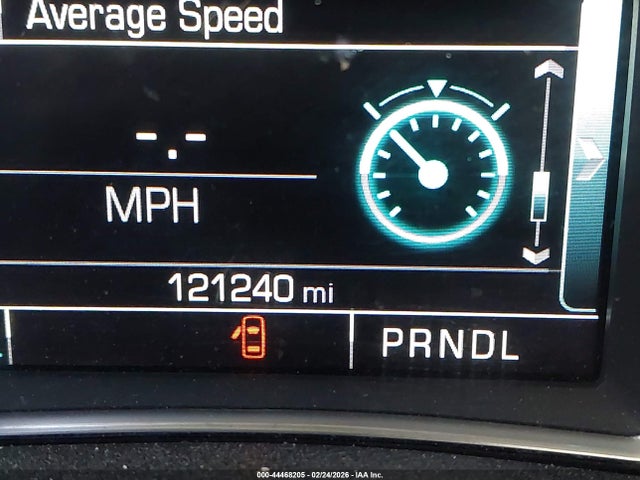 Average Speed
-.-
MPH
121240 mi
PRNDL
000-44468205 - 02/24/2026 - IAA Inc.